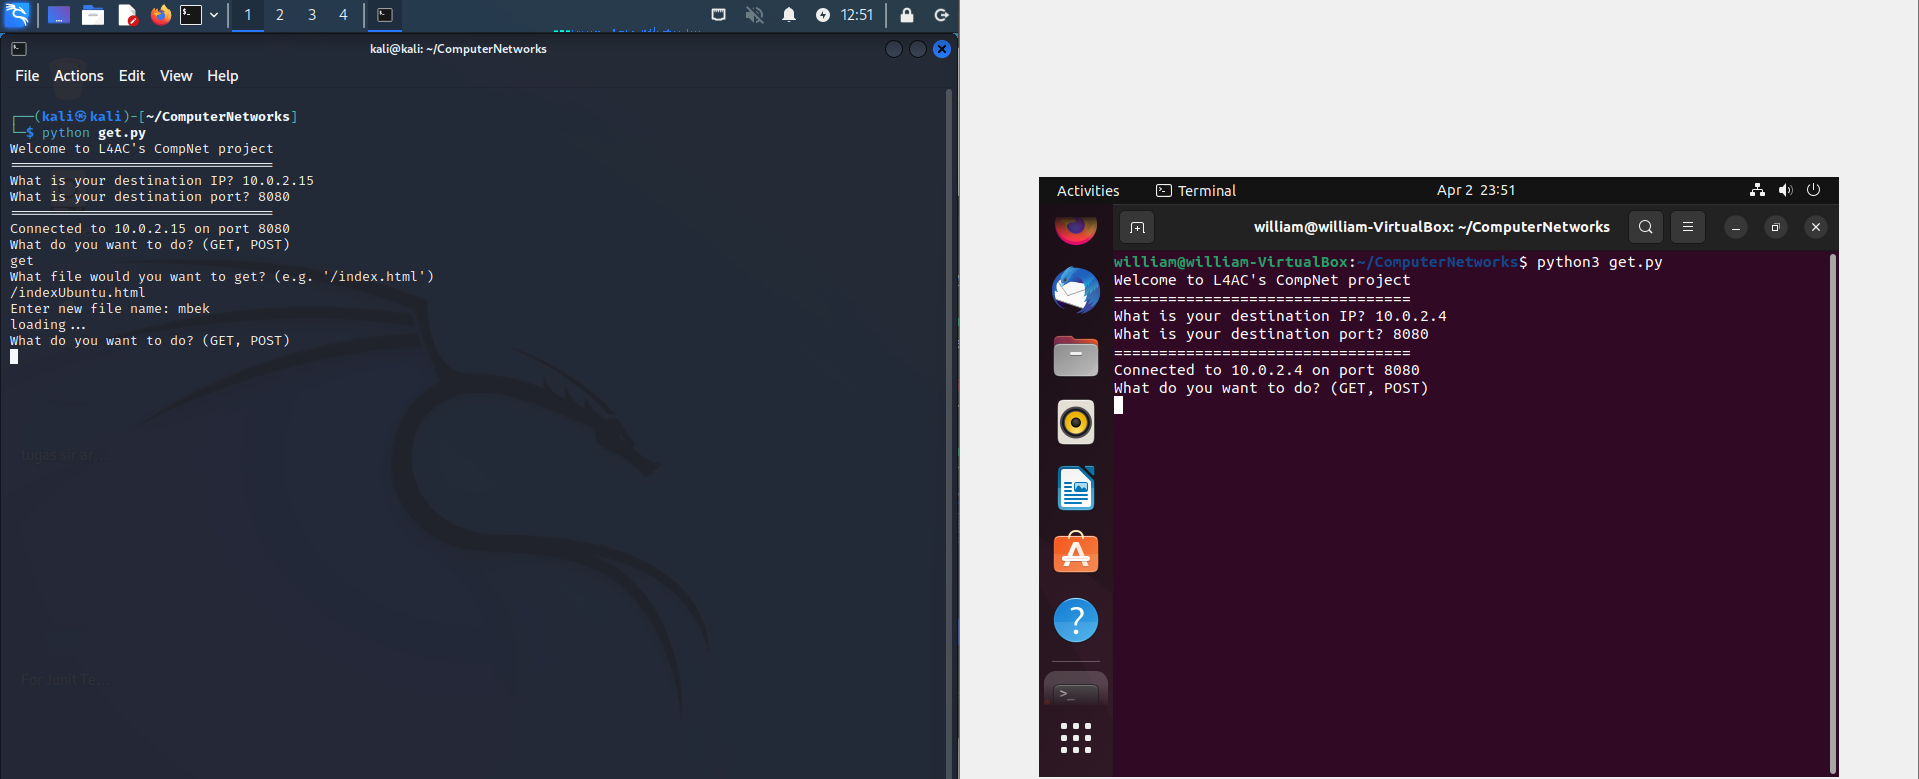 1 2 3 4 12:51
kali@kali: ~/ComputerNetworks
File Actions Edit View Help
┌──(kali㉿kali)-[~/ComputerNetworks]
└─$ python get.py
Welcome to L4AC's CompNet project
=================================
What is your destination IP? 10.0.2.15
What is your destination port? 8080
=================================
Connected to 10.0.2.15 on port 8080
What do you want to do? (GET, POST)
get
What file would you want to get? (e.g. '/index.html')
/indexUbuntu.html
Enter new file name: mbek
loading...
What do you want to do? (GET, POST)
tugas sir ar...
For Junit Te...
Activities Terminal Apr 2 23:51
william@william-VirtualBox: ~/ComputerNetworks
william@william-VirtualBox:~/ComputerNetworks$ python3 get.py
Welcome to L4AC's CompNet project
=================================
What is your destination IP? 10.0.2.4
What is your destination port? 8080
=================================
Connected to 10.0.2.4 on port 8080
What do you want to do? (GET, POST)